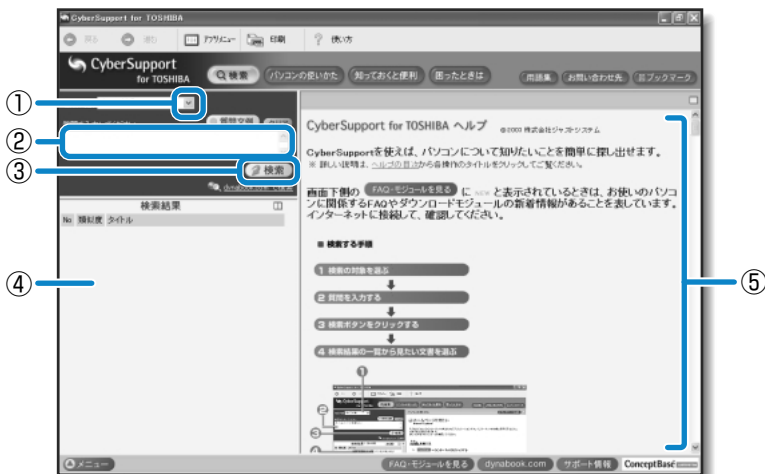 CyberSupport for TOSHIBA
戻る 進む アプリメニュー 印刷 ? 使い方
CyberSupport
for TOSHIBA
検索 パソコンの使いかた 知っておくと便利 困ったときは 用語集 お問い合わせ先 ブックマーク
①
質問文例
②
③ 検索
検索結果
No 類似度 タイトル
④
CyberSupport for TOSHIBA ヘルプ ©2003 株式会社ジャストシステム
CyberSupportを使えば、パソコンについて知りたいことを簡単に探し出せます。
※ 詳しい説明は、ヘルプの目次から各操作のタイトルをクリックしてご覧ください。
画面下側の FAQ・モジュールを見る に NEW と表示されているときは、お使いのパソコ
ンに関係するFAQやダウンロードモジュールの新着情報があることを表しています。
インターネットに接続して、確認してください。
■ 検索する手順
1 検索の対象を選ぶ
2 質問を入力する
3 検索ボタンをクリックする
4 検索結果の一覧から見たい文書を選ぶ
⑤
メニュー FAQ・モジュールを見る dynabook.com サポート情報 ConceptBase